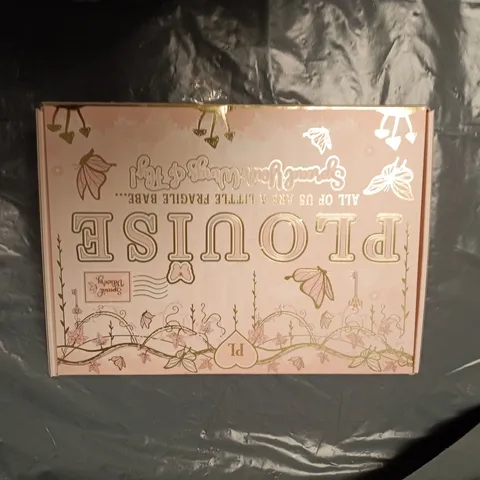 PL
PLOUISE
ALL OF US ARE A LITTLE FRAGILE BABE...
Spread Your Wings & Fly!